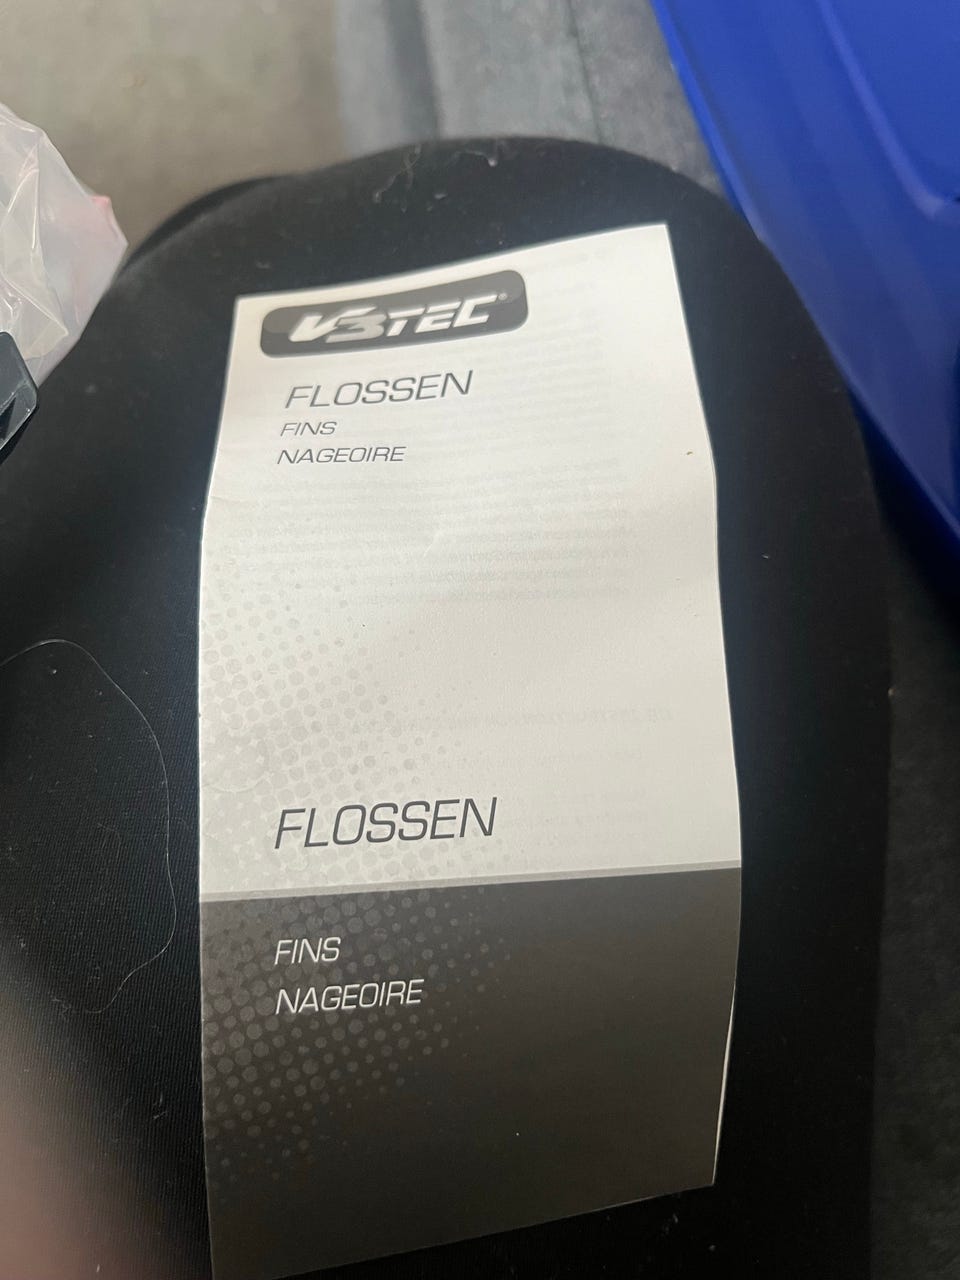 V3TEC®
FLOSSEN
FINS
NAGEOIRE
FLOSSEN
FINS
NAGEOIRE